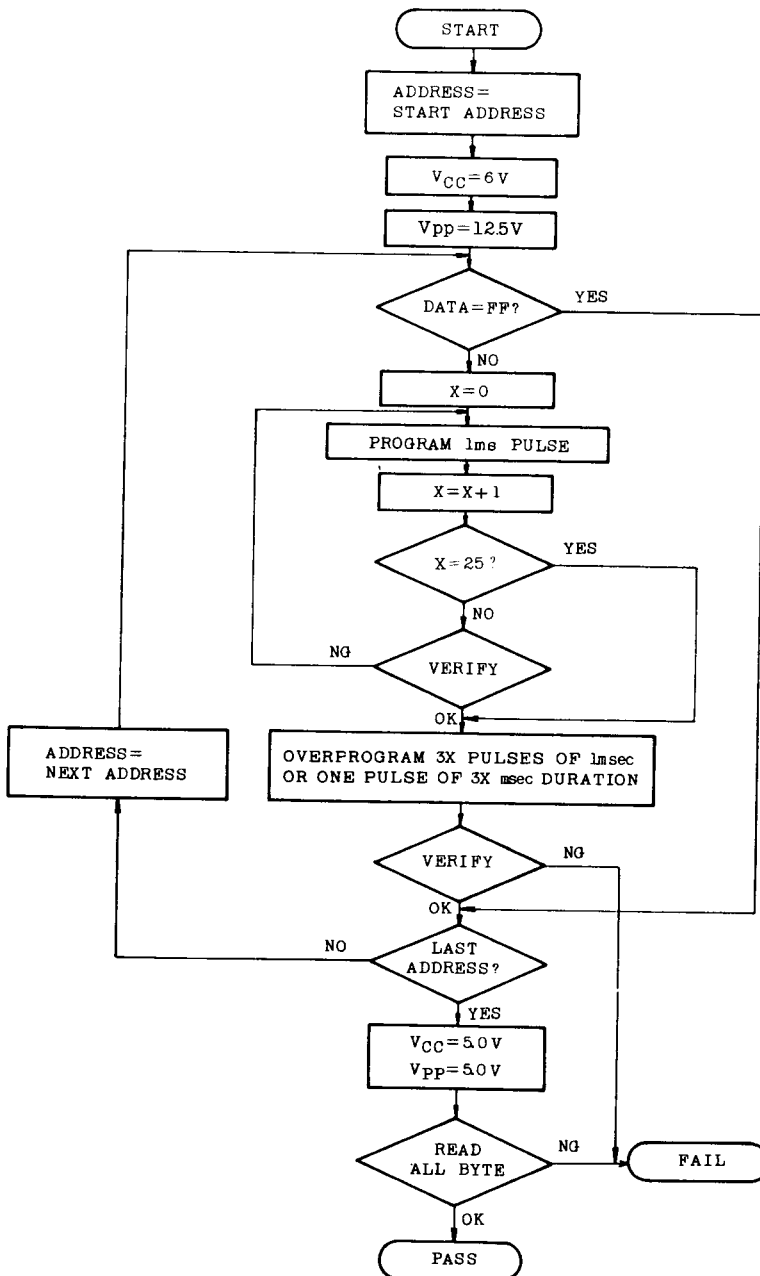 START
ADDRESS=
START ADDRESS
VCC=6V
Vpp=12.5V
DATA=FF?
YES
NO
X=0
PROGRAM 1ms PULSE
X=X+1
X=25?
YES
NO
NG
VERIFY
OK
ADDRESS=
NEXT ADDRESS
OVERPROGRAM 3X PULSES OF 1msec
OR ONE PULSE OF 3X msec DURATION
VERIFY
NG
OK
NO
LAST
ADDRESS?
YES
VCC=5.0V
VPP=5.0V
READ
ALL BYTE
NG
FAIL
OK
PASS